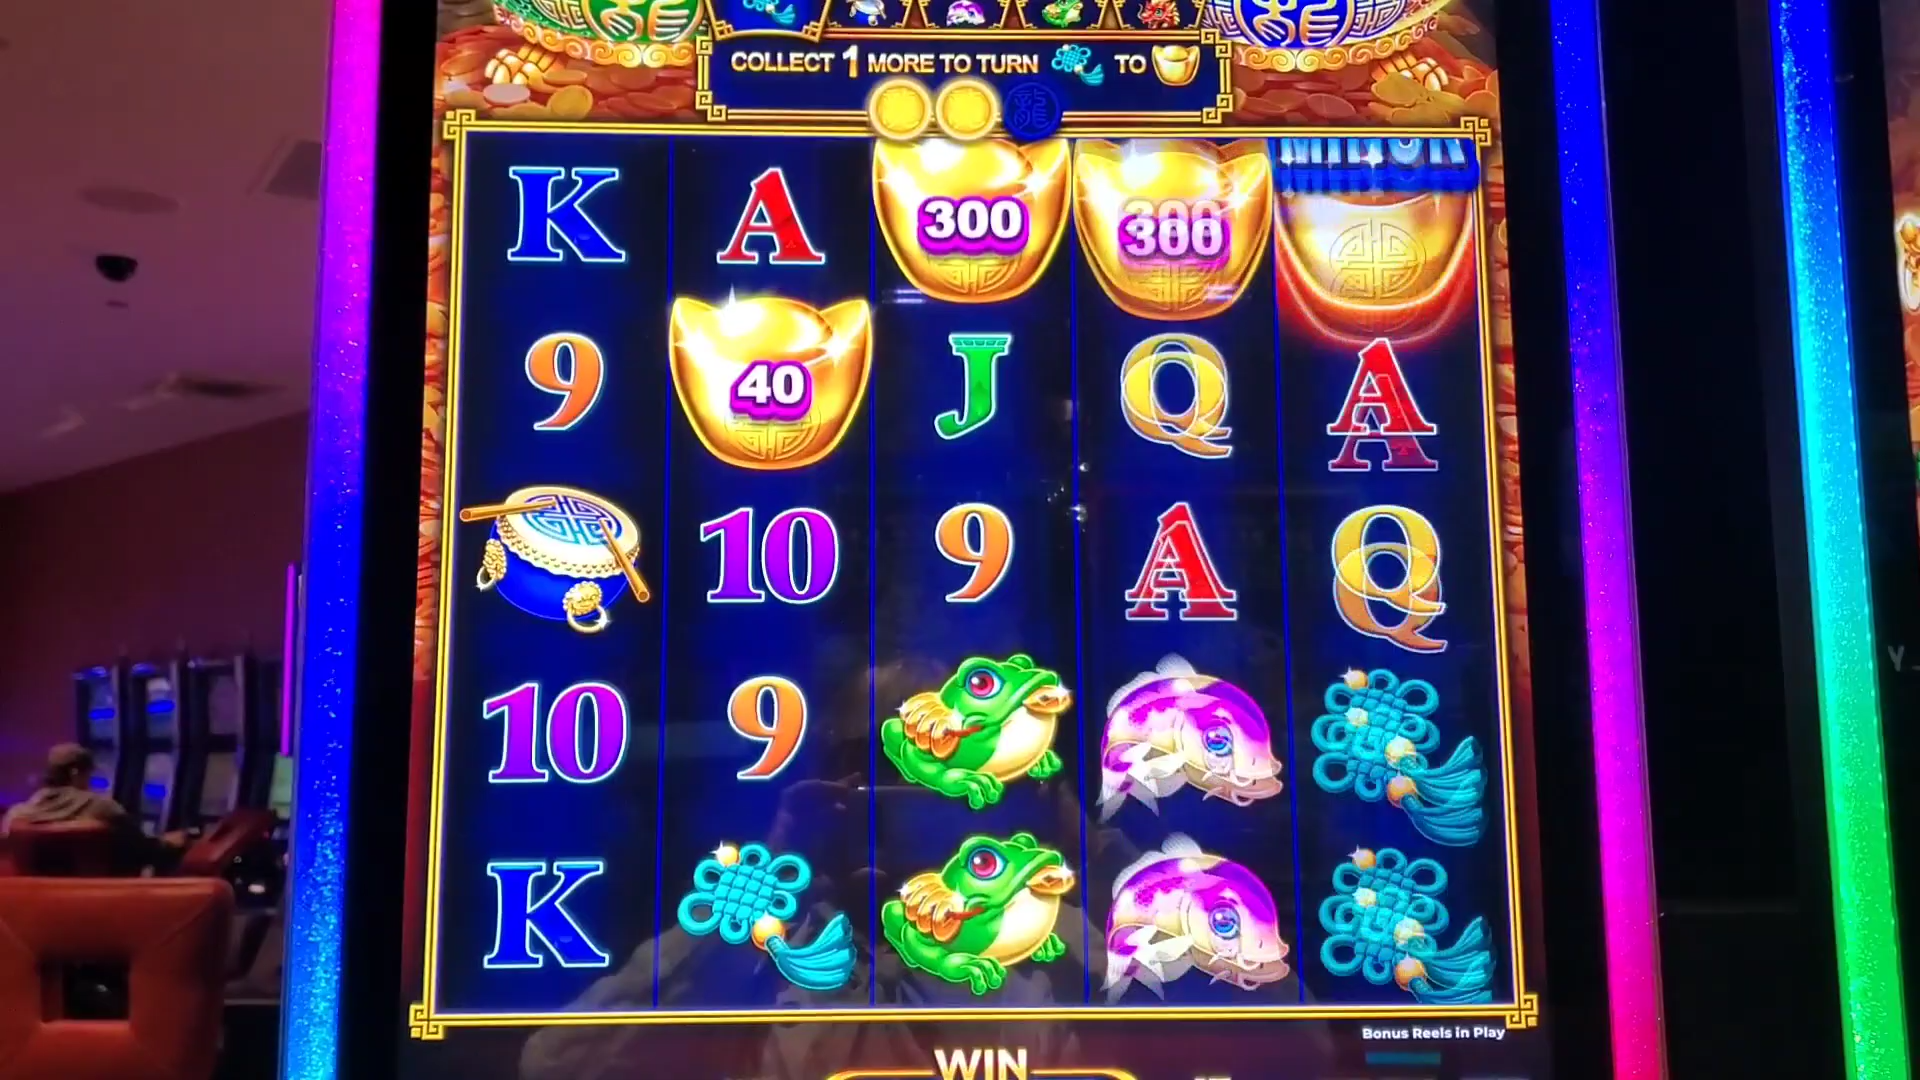 COLLECT 1 MORE TO TURN TO
K A 300 300 MINOR
9 40 J Q A
10 9 A Q
10 9
K
Bonus Reels in Play
WIN